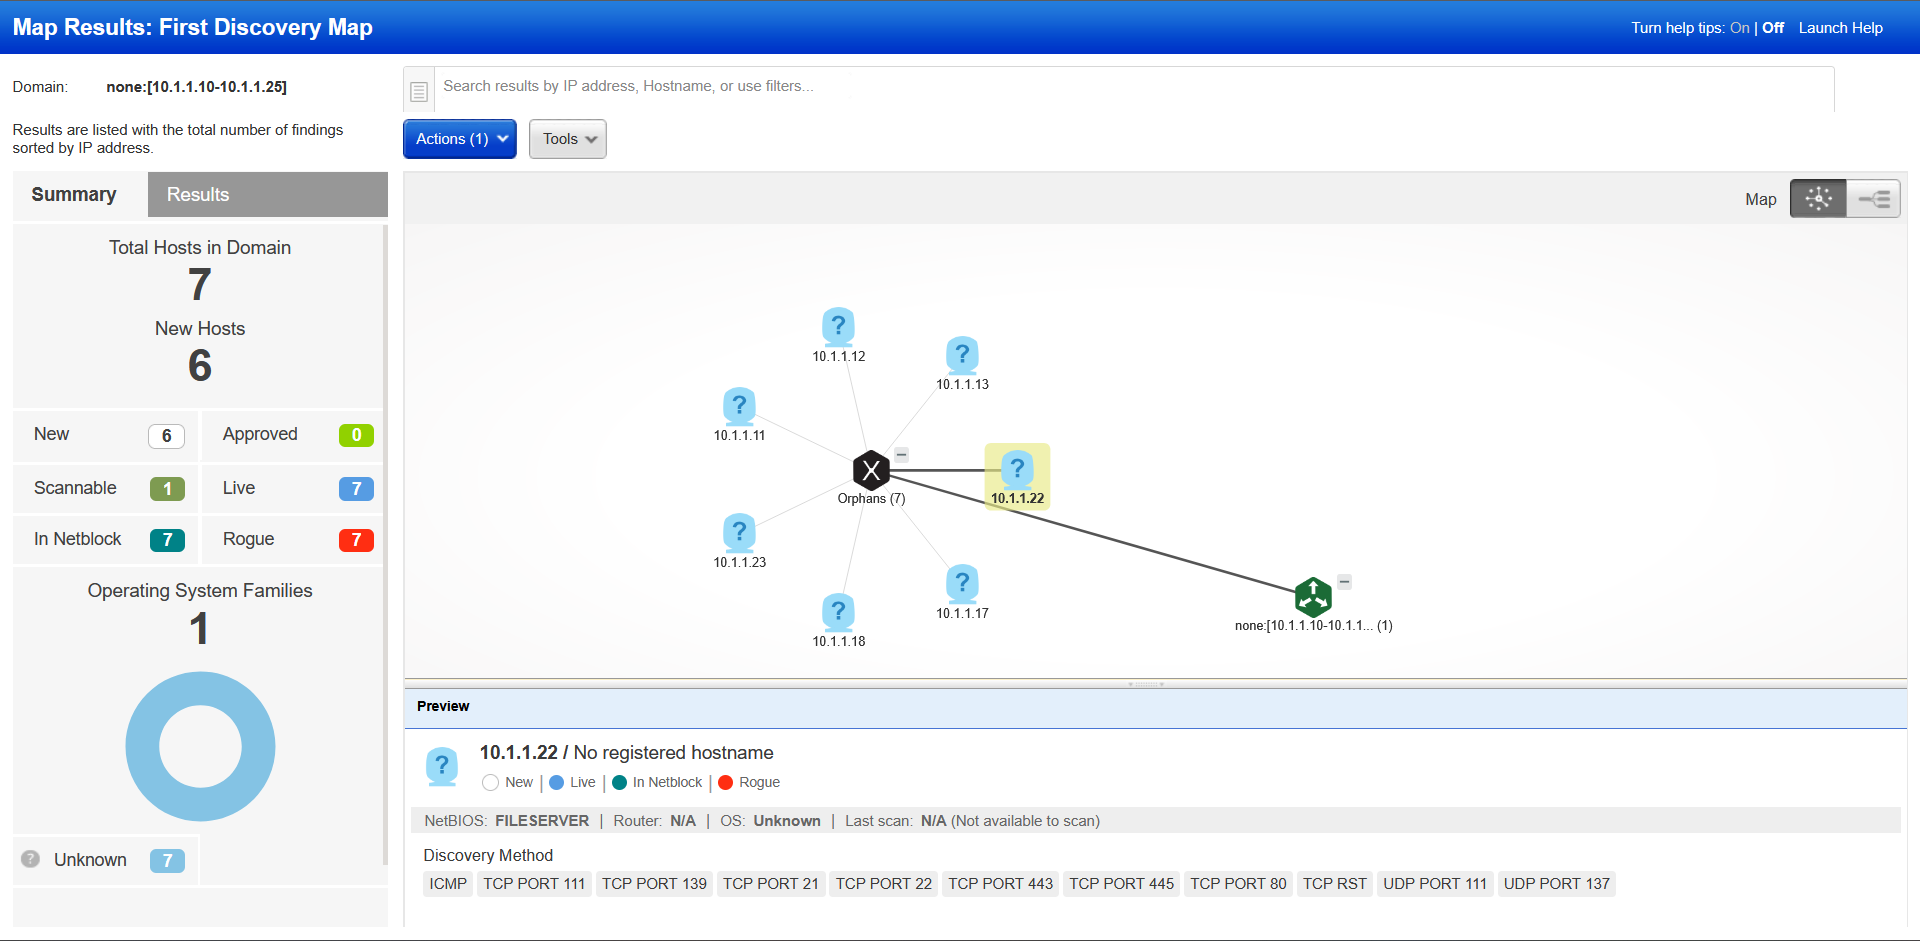 Map Results: First Discovery Map
Turn help tips: On | Off Launch Help
Domain: none:[10.1.1.10-10.1.1.25]
Results are listed with the total number of findings
sorted by IP address.
Search results by IP address, Hostname, or use filters...
Actions (1)
Tools
Summary
Results
Total Hosts in Domain
7
New Hosts
6
New 6
Approved 0
Scannable 1
Live 7
In Netblock 7
Rogue 7
Operating System Families
1
? Unknown 7
Map
?
10.1.1.12
?
10.1.1.13
?
10.1.1.11
X
Orphans (7)
?
10.1.1.22
?
10.1.1.23
?
10.1.1.17
?
10.1.1.18
none:[10.1.1.10-10.1.1... (1)
Preview
?
10.1.1.22 / No registered hostname
New | Live | In Netblock | Rogue
NetBIOS: FILESERVER | Router: N/A | OS: Unknown | Last scan: N/A (Not available to scan)
Discovery Method
ICMP TCP PORT 111 TCP PORT 139 TCP PORT 21 TCP PORT 22 TCP PORT 443 TCP PORT 445 TCP PORT 80 TCP RST UDP PORT 111 UDP PORT 137